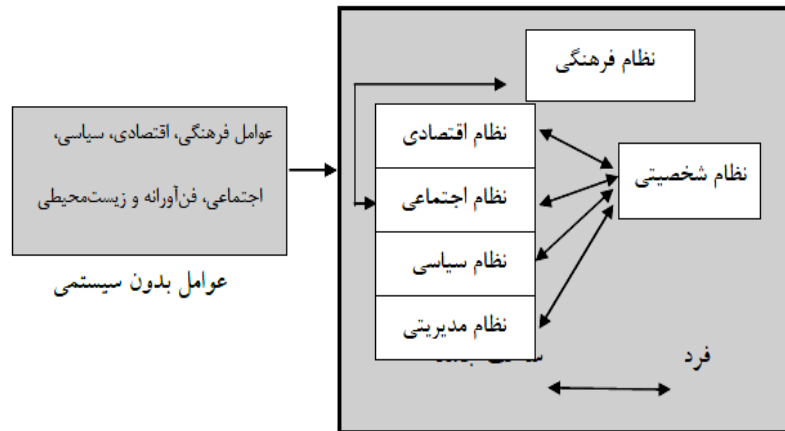 نظام فرهنگی
عوامل فرهنگی، اقتصادی، سیاسی،
اجتماعی، فن‌آورانه و زیست‌محیطی
عوامل بدون سیستمی
نظام اقتصادی
نظام اجتماعی
نظام سیاسی
نظام مدیریتی
نظام شخصیتی
فرد